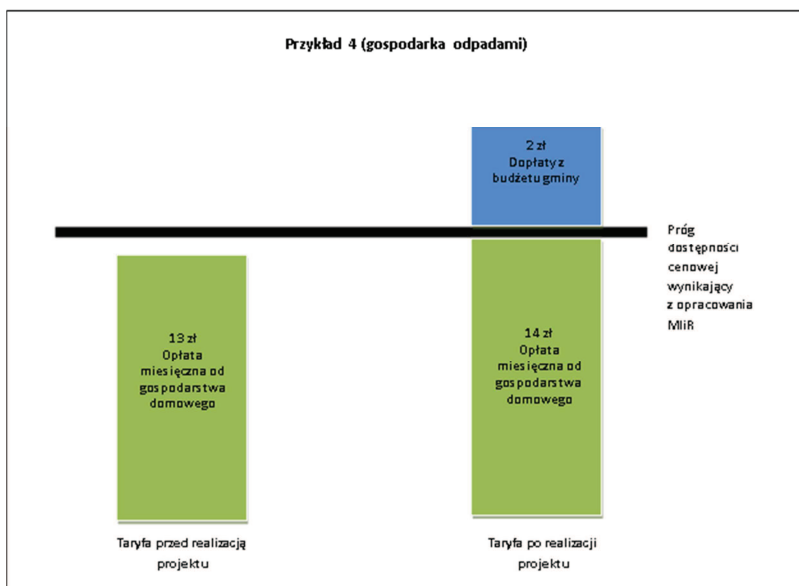 Przykład 4 (gospodarka odpadami)
2 zł
Dopłaty z
budżetu gminy
Próg
dostępności
cenowej
wynikający
z opracowania
MIiR
13 zł
Opłata
miesięczna od
gospodarstwa
domowego
14 zł
Opłata
miesięczna od
gospodarstwa
domowego
Taryfa przed realizacją
projektu
Taryfa po realizacji
projektu